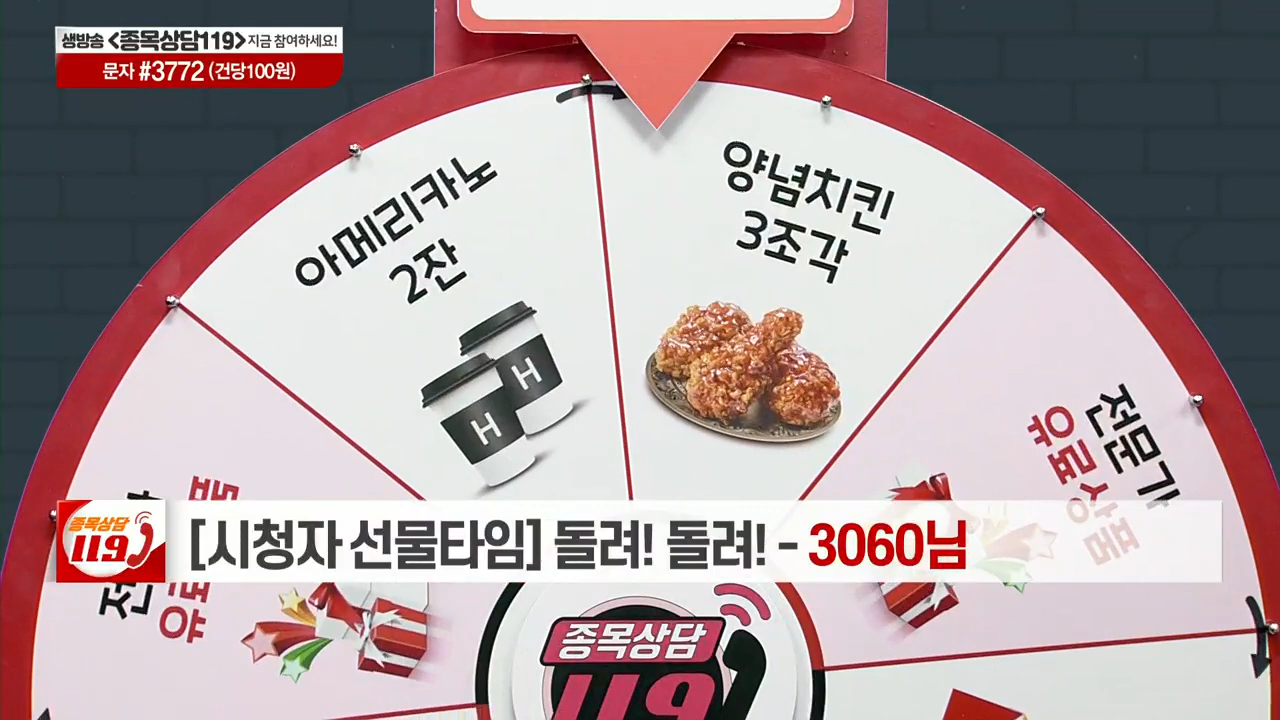 생방송 <종목상담119> 지금 참여하세요!
문자 #3772 (건당100원)
아메리카노
2잔
양념치킨
3조각
전문가
유료상품
H
H
종목상담
119
[시청자 선물타임] 돌려! 돌려! - 3060님
종목상담
119